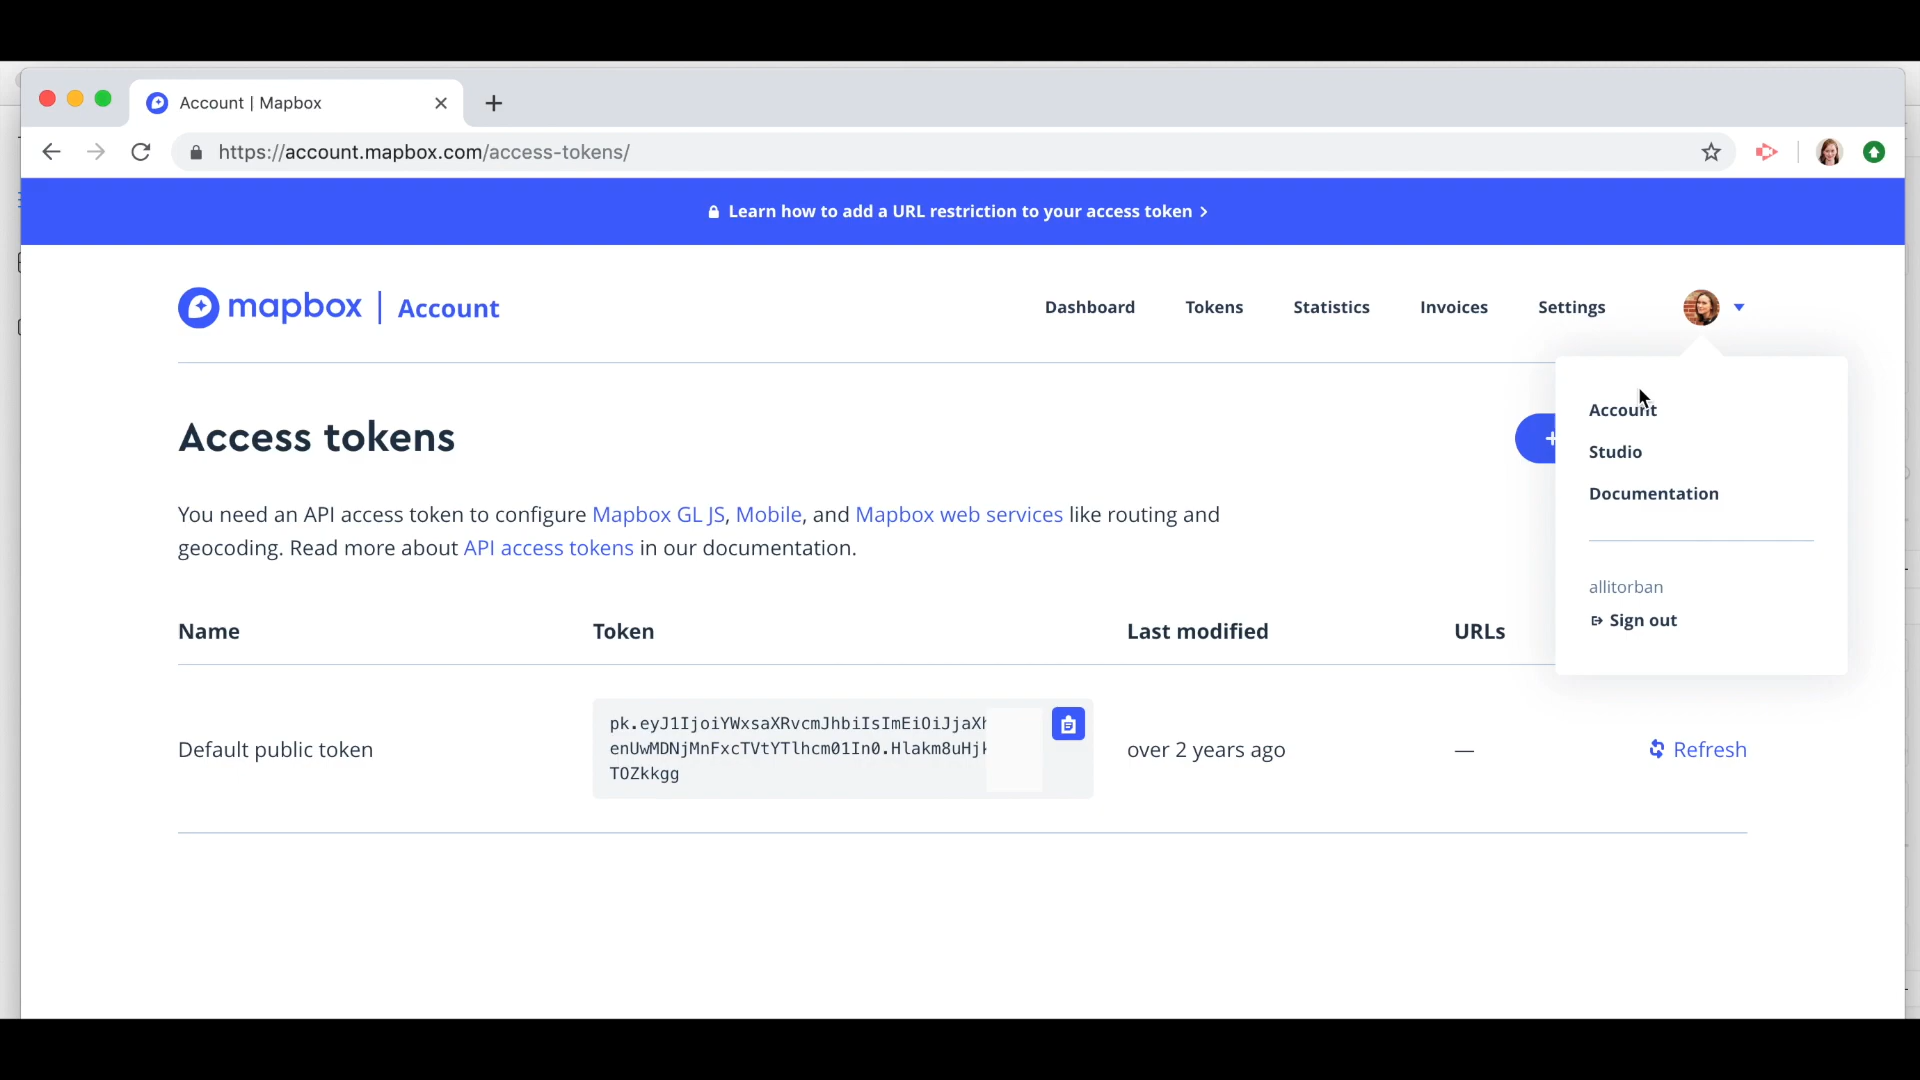 Account | Mapbox
https://account.mapbox.com/access-tokens/
Learn how to add a URL restriction to your access token
mapbox | Account
Dashboard Tokens Statistics Invoices Settings
Account
Studio
Documentation
allitorban
Sign out
Access tokens
You need an API access token to configure Mapbox GL JS, Mobile, and Mapbox web services like routing and
geocoding. Read more about API access tokens in our documentation.
Name Token Last modified URLs
Default public token
pk.eyJ1IjoiYWxsaXRvcmJhbiIsImEiOiJjaXh
enUwMDNjMnFxcTVtYTlhcm01In0.Hlakm8uHjk
TOZkkgg
over 2 years ago
—
Refresh